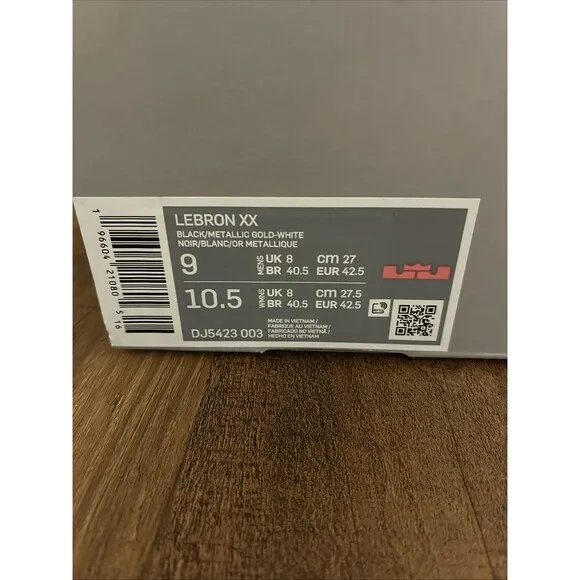 LEBRON XX
BLACK/METALLIC GOLD-WHITE
NOIR/BLANC/OR METALLIQUE
9 MENS UK 8 CM 27
BR 40.5 EUR 42.5
10.5 WMNS UK 8 CM 27.5
BR 40.5 EUR 42.5
DJ5423 003
MADE IN VIETNAM/
FABRIQUE AU VIETNAM/
FABRICADO NO VIETNÃ/
HECHO EN VIETNAM
1 96604 21080 5 16